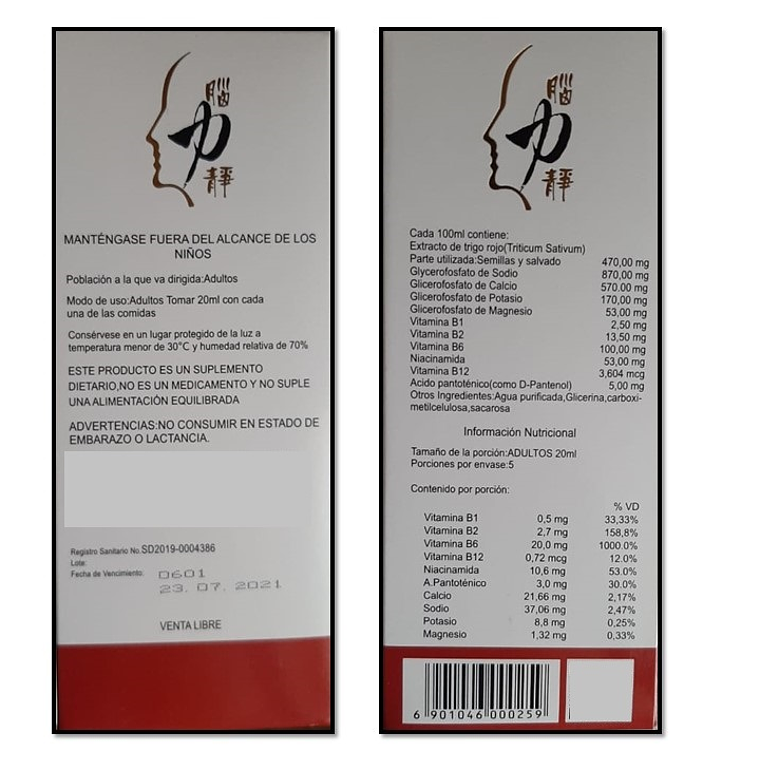 腦
力
靜
MANTÉNGASE FUERA DEL ALCANCE DE LOS
NIÑOS
Población a la que va dirigida:Adultos
Modo de uso:Adultos Tomar 20ml con cada
una de las comidas
Consérvese en un lugar protegido de la luz a
temperatura menor de 30°C y humedad relativa de 70%
ESTE PRODUCTO ES UN SUPLEMENTO
DIETARIO,NO ES UN MEDICAMENTO Y NO SUPLE
UNA ALIMENTACIÓN EQUILIBRADA
ADVERTENCIAS:NO CONSUMIR EN ESTADO DE
EMBARAZO O LACTANCIA.
Registro Sanitario No.SD2019-0004386
Lote:
Fecha de Vencimiento: 0601
23. 07. 2021
VENTA LIBRE
腦
力
靜
Cada 100ml contiene:
Extracto de trigo rojo(Triticum Sativum)
Parte utilizada:Semillas y salvado 470,00 mg
Glycerofosfato de Sodio 870,00 mg
Glicerofosfato de Calcio 570.00 mg
Glicerofosfato de Potasio 170,00 mg
Glicerofosfato de Magnesio 53,00 mg
Vitamina B1 2,50 mg
Vitamina B2 13,50 mg
Vitamina B6 100,00 mg
Niacinamida 53,00 mg
Vitamina B12 3,604 mcg
Acido pantoténico(como D-Pantenol) 5,00 mg
Otros Ingredientes:Agua purificada,Glicerina,carboxi-
metilcelulosa,sacarosa
Información Nutricional
Tamaño de la porción:ADULTOS 20ml
Porciones por envase:5
Contenido por porción:
% VD
Vitamina B1 0,5 mg 33,33%
Vitamina B2 2,7 mg 158,8%
Vitamina B6 20,0 mg 1000.0%
Vitamina B12 0,72 mcg 12.0%
Niacinamida 10,6 mg 53.0%
A.Pantoténico 3,0 mg 30.0%
Calcio 21,66 mg 2,17%
Sodio 37,06 mg 2,47%
Potasio 8,8 mg 0,25%
Magnesio 1,32 mg 0,33%
6 901046 000259